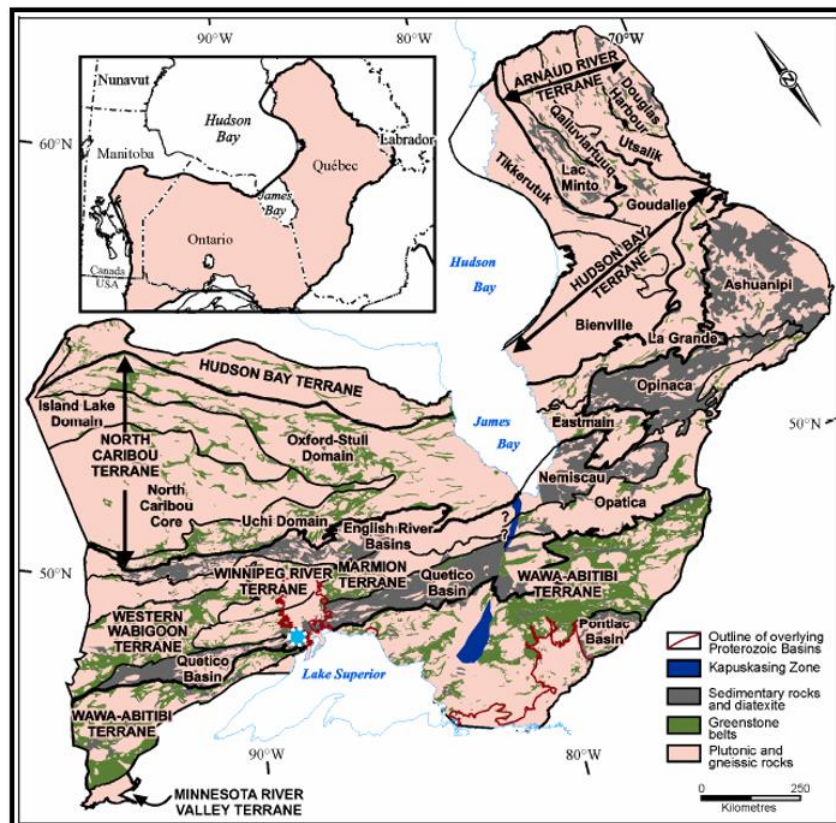 90°W
80°W
70°W
N
Nunavut
Hudson
Bay
Manitoba
Labrador
Québec
James
Bay
Ontario
Canada
USA
60°N
ARNAUD RIVER
TERRANE
Douglas
Harbour
Qalluviartuuq
Utsalik
Tikkerutuk
Lac
Minto
Goudalie
HUDSON BAY
TERRANE
Hudson
Bay
Ashuanipi
Bienville
La Grande
Opinaca
HUDSON BAY TERRANE
Island Lake
Domain
NORTH
CARIBOU
TERRANE
Oxford-Stull
Domain
James
Bay
Eastmain
50°N
Nemiscau
Opatica
North
Caribou
Core
Uchi Domain
English River
Basins
?
?
50°N
WINNIPEG RIVER
TERRANE
MARMION
TERRANE
Quetico
Basin
WAWA-ABITIBI
TERRANE
WESTERN
WABIGOON
TERRANE
Pontiac
Basin
Quetico
Basin
Lake Superior
WAWA-ABITIBI
TERRANE
MINNESOTA RIVER
VALLEY TERRANE
90°W
80°W
Outline of overlying
Proterozoic Basins
Kapuskasing Zone
Sedimentary rocks
and diatexite
Greenstone
belts
Plutonic and
gneissic rocks
0 250
Kilometres